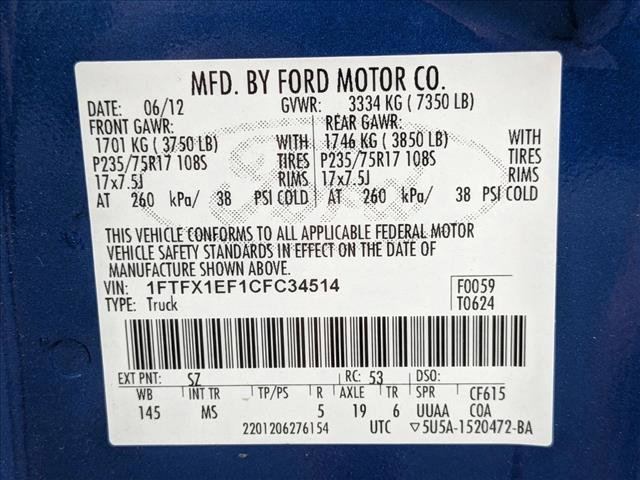 MFD. BY FORD MOTOR CO.
DATE: 06/12 GVWR: 3334 KG ( 7350 LB)
FRONT GAWR: REAR GAWR:
1701 KG ( 3750 LB) WITH 1746 KG ( 3850 LB) WITH
P235/75R17 108S TIRES P235/75R17 108S TIRES
17x7.5J RIMS 17x7.5J RIMS
AT 260 kPa/ 38 PSI COLD AT 260 kPa/ 38 PSI COLD
THIS VEHICLE CONFORMS TO ALL APPLICABLE FEDERAL MOTOR
VEHICLE SAFETY STANDARDS IN EFFECT ON THE DATE OF
MANUFACTURE SHOWN ABOVE.
VIN: 1FTFX1EF1CFC34514 F0059
TYPE: Truck T0624
EXT PNT: SZ RC: 53 DSO:
WB INT TR TP/PS R AXLE TR SPR CF615
145 MS 5 19 6 UUAA COA
2201206276154 UTC ▽5U5A-1520472-BA